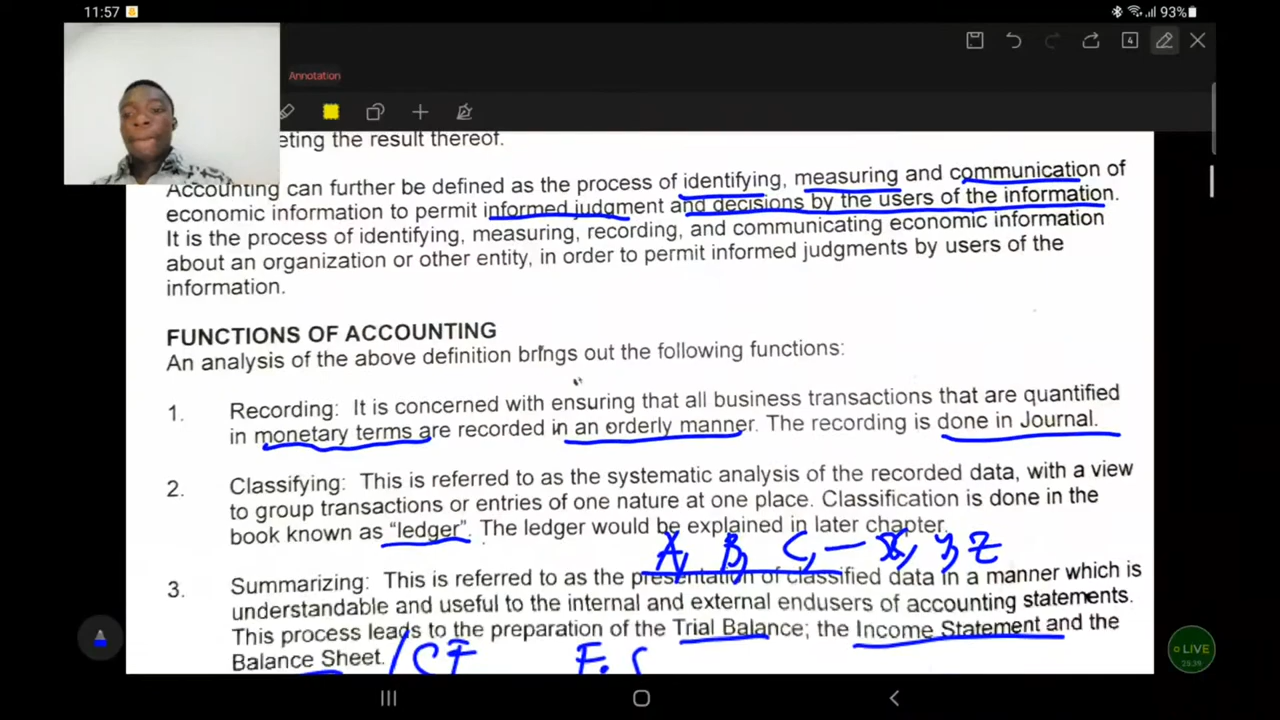 11:57
93%
4
Annotation
eting the result thereof.
Accounting can further be defined as the process of identifying, measuring and communication of
economic information to permit informed judgment and decisions by the users of the information.
It is the process of identifying, measuring, recording, and communicating economic information
about an organization or other entity, in order to permit informed judgments by users of the
information.
FUNCTIONS OF ACCOUNTING
An analysis of the above definition brings out the following functions:
1. Recording: It is concerned with ensuring that all business transactions that are quantified
in monetary terms are recorded in an orderly manner. The recording is done in Journal.
2. Classifying: This is referred to as the systematic analysis of the recorded data, with a view
to group transactions or entries of one nature at one place. Classification is done in the
book known as "ledger". The ledger would be explained in later chapter.
A, B, C, — X, Y, Z
3. Summarizing: This is referred to as the presentation of classified data in a manner which is
understandable and useful to the internal and external endusers of accounting statements.
This process leads to the preparation of the Trial Balance; the Income Statement and the
Balance Sheet. / CF F. S
LIVE